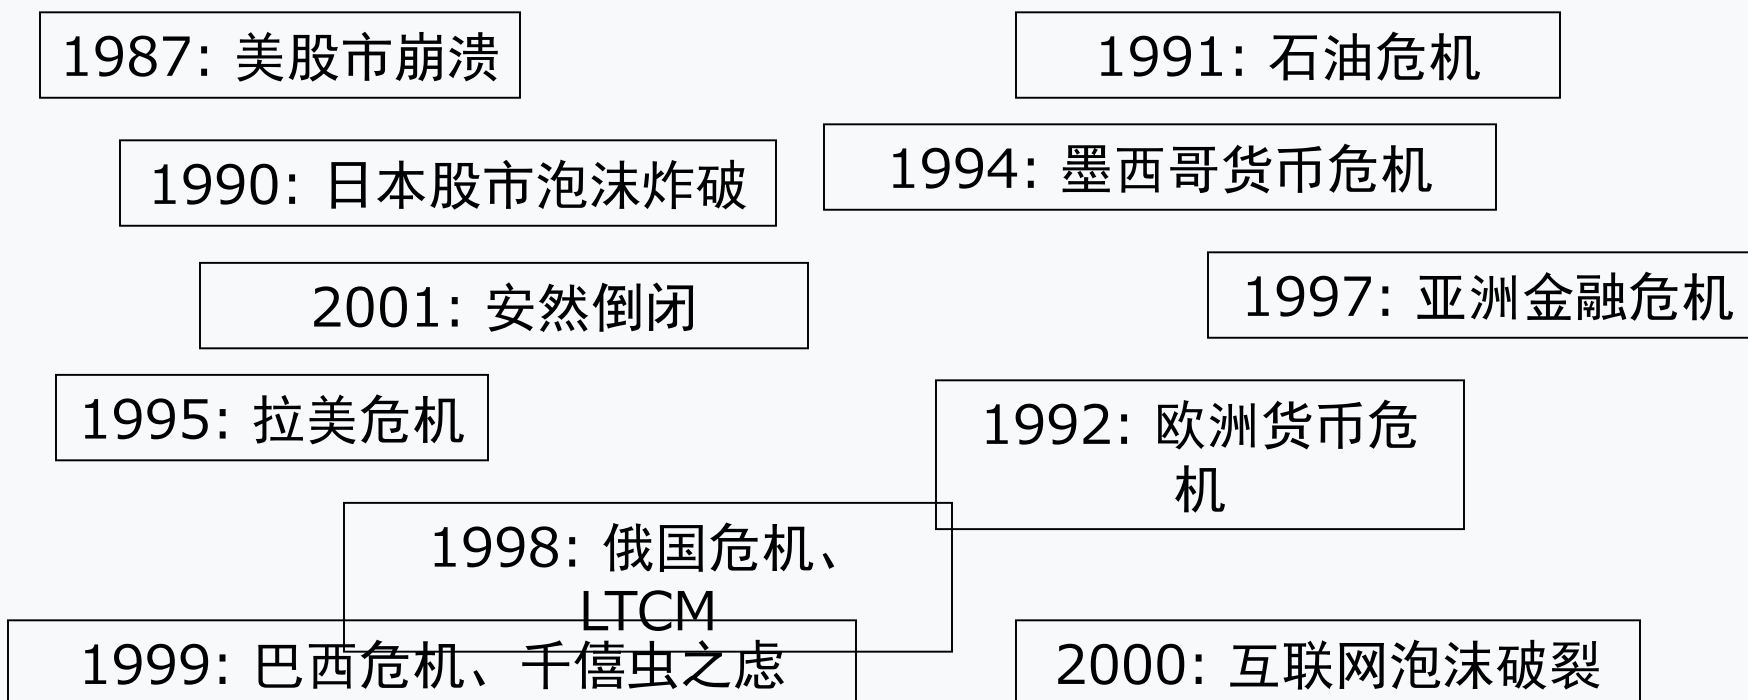 1987: 美股市崩溃
1991: 石油危机
1990: 日本股市泡沫炸破
1994: 墨西哥货币危机
2001: 安然倒闭
1997: 亚洲金融危机
1995: 拉美危机
1992: 欧洲货币危
机
1998: 俄国危机、
LTCM
1999: 巴西危机、千僖虫之虑
2000: 互联网泡沫破裂